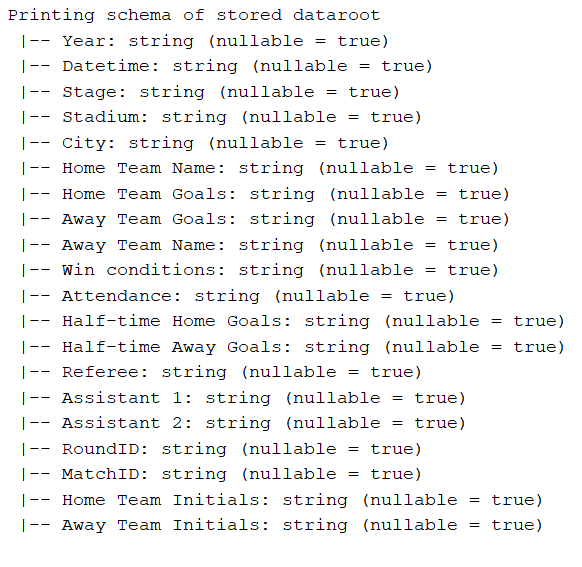 Printing schema of stored dataroot
|-- Year: string (nullable = true)
|-- Datetime: string (nullable = true)
|-- Stage: string (nullable = true)
|-- Stadium: string (nullable = true)
|-- City: string (nullable = true)
|-- Home Team Name: string (nullable = true)
|-- Home Team Goals: string (nullable = true)
|-- Away Team Goals: string (nullable = true)
|-- Away Team Name: string (nullable = true)
|-- Win conditions: string (nullable = true)
|-- Attendance: string (nullable = true)
|-- Half-time Home Goals: string (nullable = true)
|-- Half-time Away Goals: string (nullable = true)
|-- Referee: string (nullable = true)
|-- Assistant 1: string (nullable = true)
|-- Assistant 2: string (nullable = true)
|-- RoundID: string (nullable = true)
|-- MatchID: string (nullable = true)
|-- Home Team Initials: string (nullable = true)
|-- Away Team Initials: string (nullable = true)